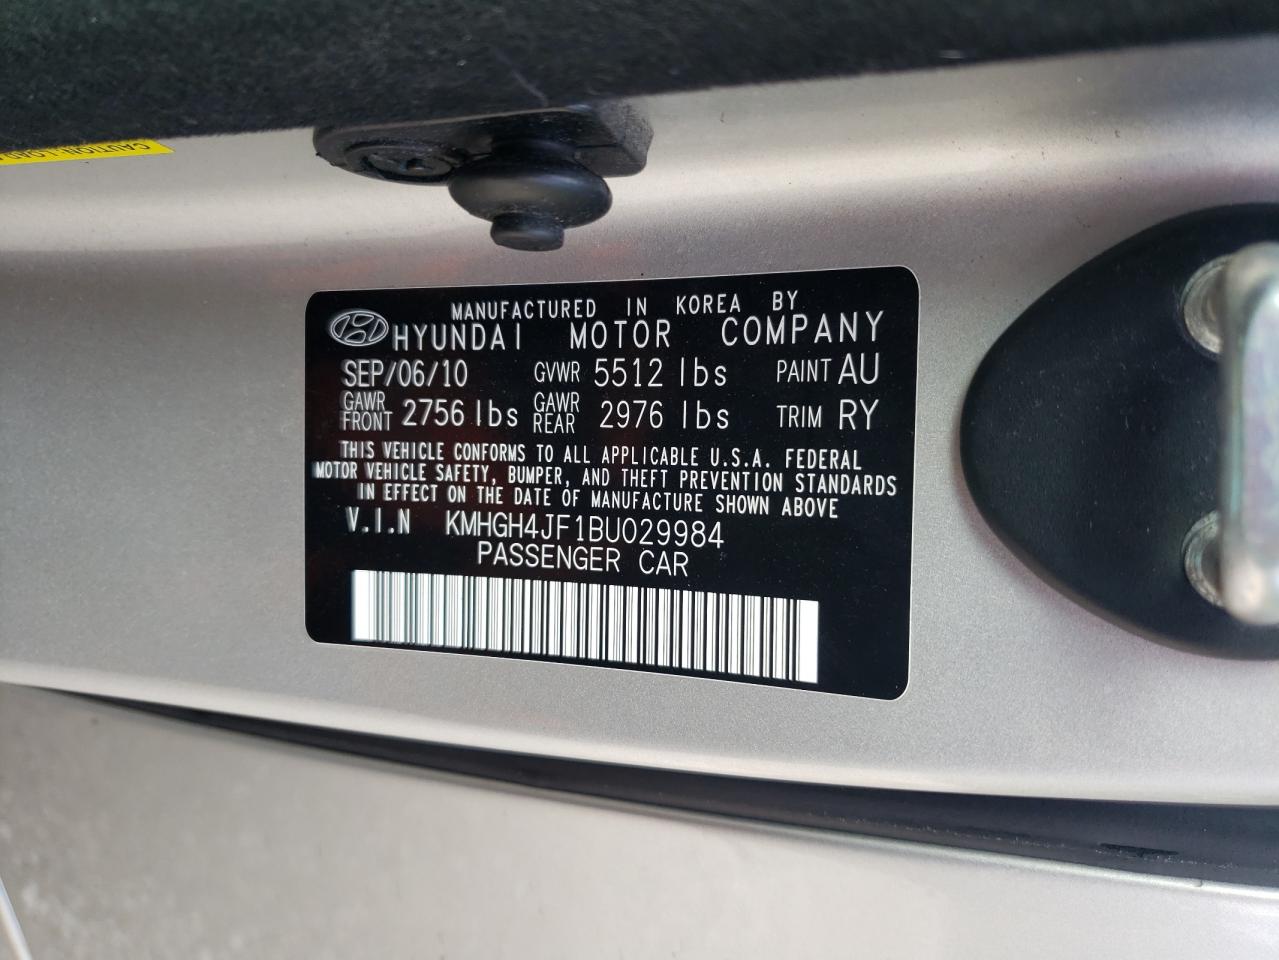 CAUTION LOAD
MANUFACTURED IN KOREA BY
HYUNDAI MOTOR COMPANY
SEP/06/10 GVWR 5512 lbs PAINT AU
GAWR FRONT 2756 lbs GAWR REAR 2976 lbs TRIM RY
THIS VEHICLE CONFORMS TO ALL APPLICABLE U.S.A. FEDERAL
MOTOR VEHICLE SAFETY, BUMPER, AND THEFT PREVENTION STANDARDS
IN EFFECT ON THE DATE OF MANUFACTURE SHOWN ABOVE
V.I.N KMHGH4JF1BU029984
PASSENGER CAR